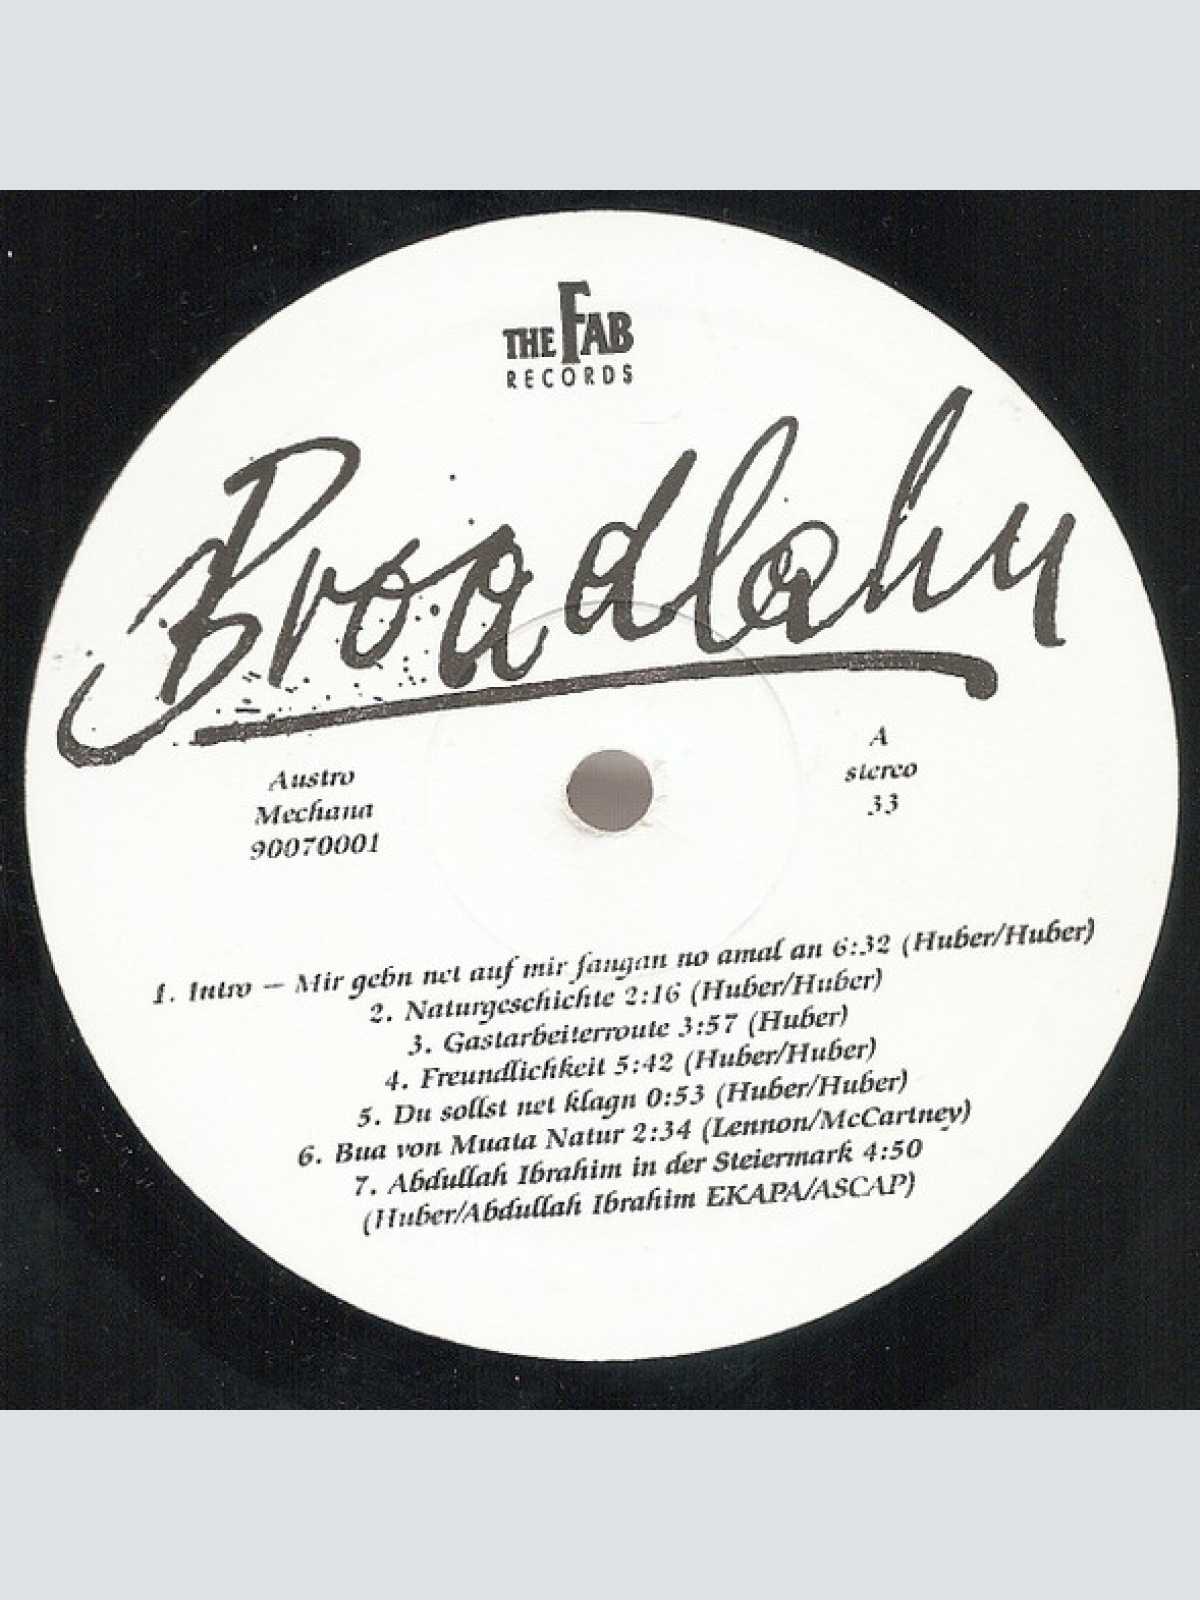 THE FAB
RECORDS
Broadlahn
Austro
Mechana
90070001
A
stereo
33
1. Intro – Mir gebn net auf mir fangan no amal an 6:32 (Huber/Huber)
2. Naturgeschichte 2:16 (Huber/Huber)
3. Gastarbeiterroute 3:57 (Huber)
4. Freundlichkeit 5:42 (Huber/Huber)
5. Du sollst net klagn 0:53 (Huber/Huber)
6. Bua von Muata Natur 2:34 (Lennon/McCartney)
7. Abdullah Ibrahim in der Steiermark 4:50
(Huber/Abdullah Ibrahim EKAPA/ASCAP)